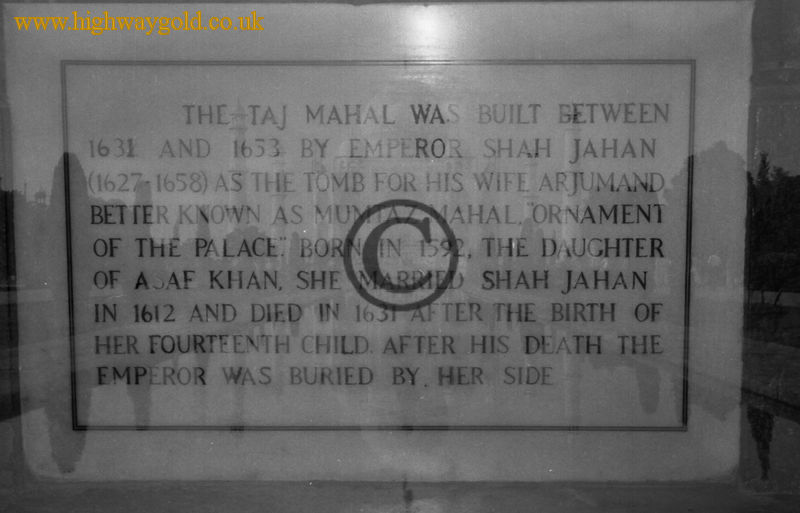 www.highwaygold.co.uk
THE TAJ MAHAL WAS BUILT BETWEEN
1631 AND 1653 BY EMPEROR SHAH JAHAN
(1627-1658) AS THE TOMB FOR HIS WIFE ARJUMAND
BETTER KNOWN AS MUMTAZ MAHAL, "ORNAMENT
OF THE PALACE." BORN IN 1592, THE DAUGHTER
OF ASAF KHAN, SHE MARRIED SHAH JAHAN
IN 1612 AND DIED IN 1631 AFTER THE BIRTH OF
HER FOURTEENTH CHILD. AFTER HIS DEATH THE
EMPEROR WAS BURIED BY HER SIDE
©